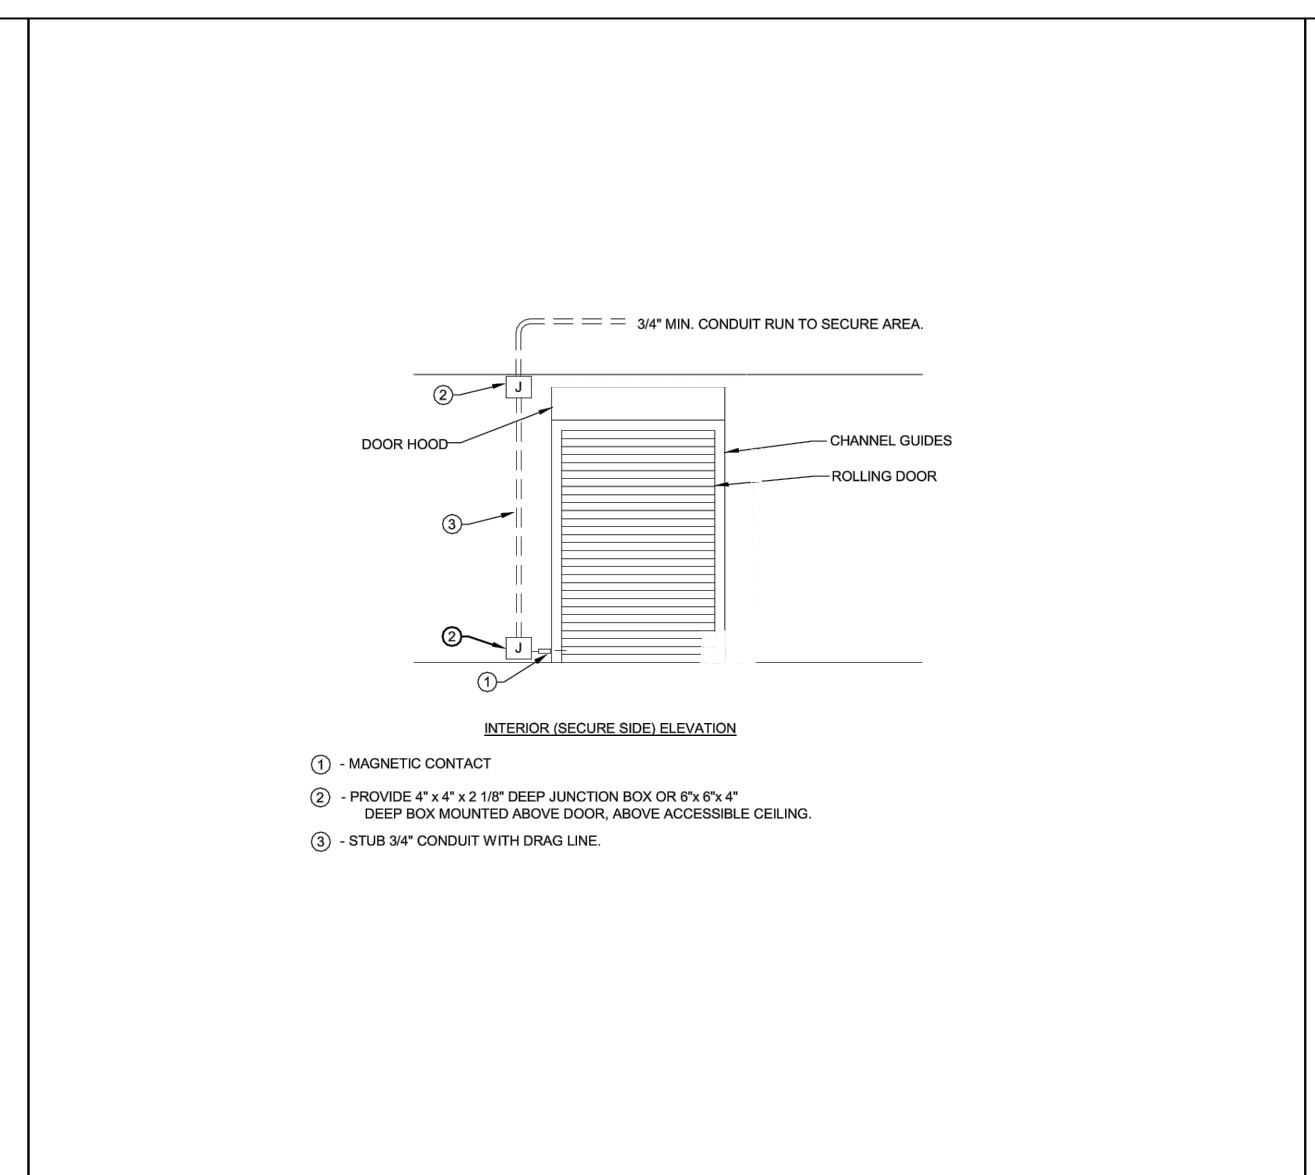 3/4" MIN. CONDUIT RUN TO SECURE AREA.
2
J
DOOR HOOD
CHANNEL GUIDES
ROLLING DOOR
3
2
J
1
INTERIOR (SECURE SIDE) ELEVATION
1 - MAGNETIC CONTACT
2 - PROVIDE 4" x 4" x 2 1/8" DEEP JUNCTION BOX OR 6"x 6"x 4"
DEEP BOX MOUNTED ABOVE DOOR, ABOVE ACCESSIBLE CEILING.
3 - STUB 3/4" CONDUIT WITH DRAG LINE.